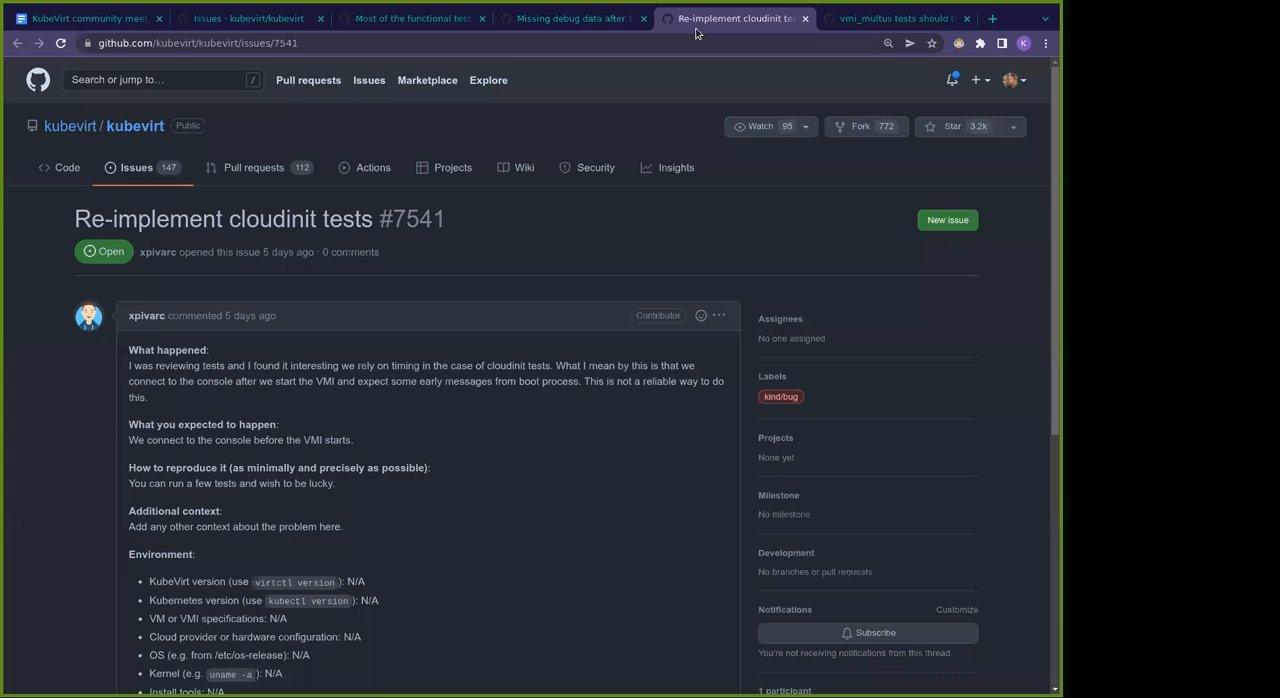 KubeVirt community meet
Issues · kubevirt/kubevirt
Most of the functional test
Missing debug data after 1
Re-implement cloudinit tes
vmi_multus tests should t
github.com/kubevirt/kubevirt/issues/7541
K
Search or jump to…
/
Pull requests
Issues
Marketplace
Explore
kubevirt / kubevirt
Public
Watch 95
Fork 772
Star 3.2k
Code
Issues 147
Pull requests 112
Actions
Projects
Wiki
Security
Insights
Re-implement cloudinit tests #7541
New issue
Open
xpivarc opened this issue 5 days ago · 0 comments
xpivarc commented 5 days ago
Contributor
What happened:
I was reviewing tests and I found it interesting we rely on timing in the case of cloudinit tests. What I mean by this is that we
connect to the console after we start the VMI and expect some early messages from boot process. This is not a reliable way to do
this.
What you expected to happen:
We connect to the console before the VMI starts.
How to reproduce it (as minimally and precisely as possible):
You can run a few tests and wish to be lucky.
Additional context:
Add any other context about the problem here.
Environment:
• KubeVirt version (use virtctl version): N/A
• Kubernetes version (use kubectl version): N/A
• VM or VMI specifications: N/A
• Cloud provider or hardware configuration: N/A
• OS (e.g. from /etc/os-release): N/A
• Kernel (e.g. uname -a): N/A
• Install tools: N/A
Assignees
No one assigned
Labels
kind/bug
Projects
None yet
Milestone
No milestone
Development
No branches or pull requests
Notifications
Customize
Subscribe
You're not receiving notifications from this thread.
1 participant